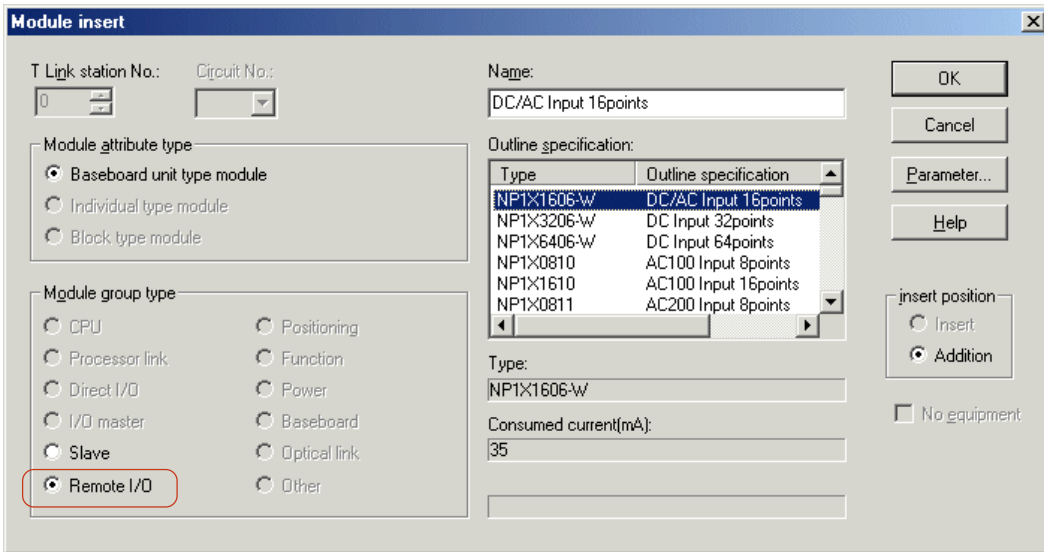 Module insert
T Link station No.:
Circuit No.:
0
Module attribute type
Baseboard unit type module
Individual type module
Block type module
Module group type
CPU
Processor link
Direct I/O
I/O master
Slave
Remote I/O
Positioning
Function
Power
Baseboard
Optical link
Other
Name:
DC/AC Input 16points
Outline specification:
Type Outline specification
NP1X1606-W DC/AC Input 16points
NP1X3206-W DC Input 32points
NP1X6406-W DC Input 64points
NP1X0810 AC100 Input 8points
NP1X1610 AC100 Input 16points
NP1X0811 AC200 Input 8points
Type:
NP1X1606-W
Consumed current(mA):
35
OK
Cancel
Parameter...
Help
insert position
Insert
Addition
No equipment